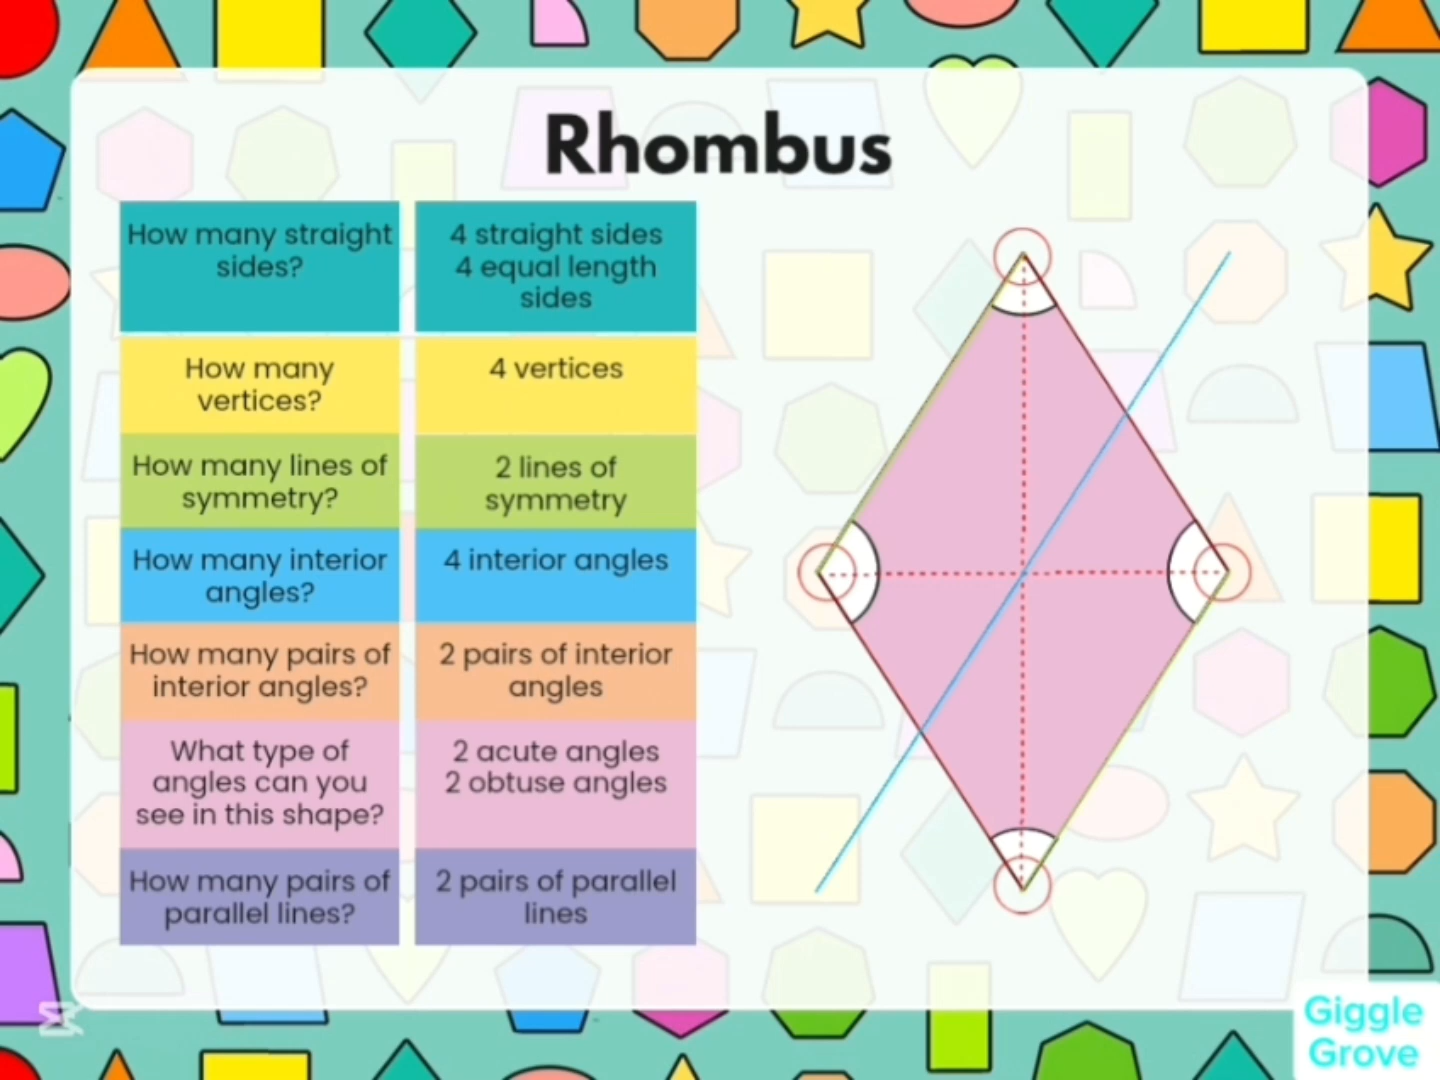 Rhombus
How many straight
sides?
4 straight sides
4 equal length
sides
How many
vertices?
4 vertices
How many lines of
symmetry?
2 lines of
symmetry
How many interior
angles?
4 interior angles
How many pairs of
interior angles?
2 pairs of interior
angles
What type of
angles can you
see in this shape?
2 acute angles
2 obtuse angles
How many pairs of
parallel lines?
2 pairs of parallel
lines
Giggle
Grove